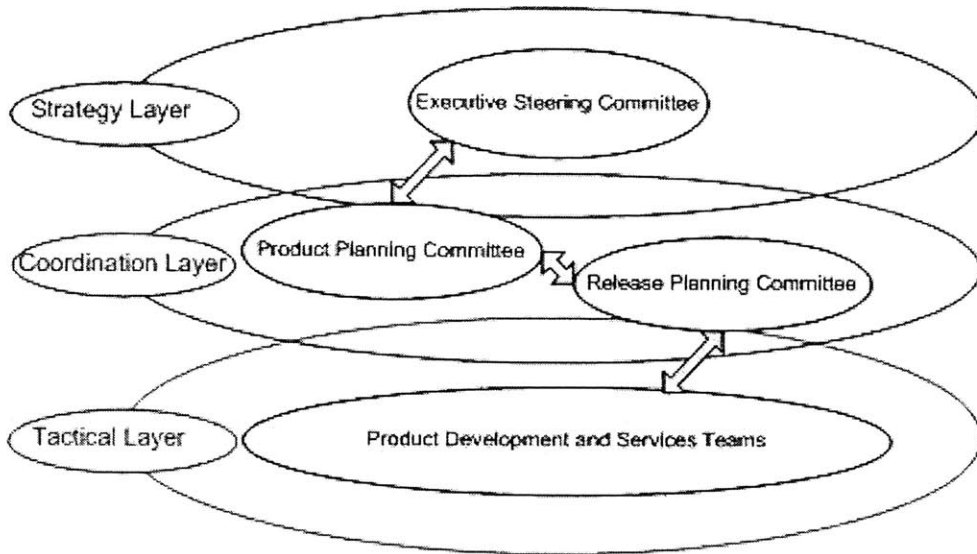 Strategy Layer
Executive Steering Committee
Coordination Layer
Product Planning Committee
Release Planning Committee
Tactical Layer
Product Development and Services Teams